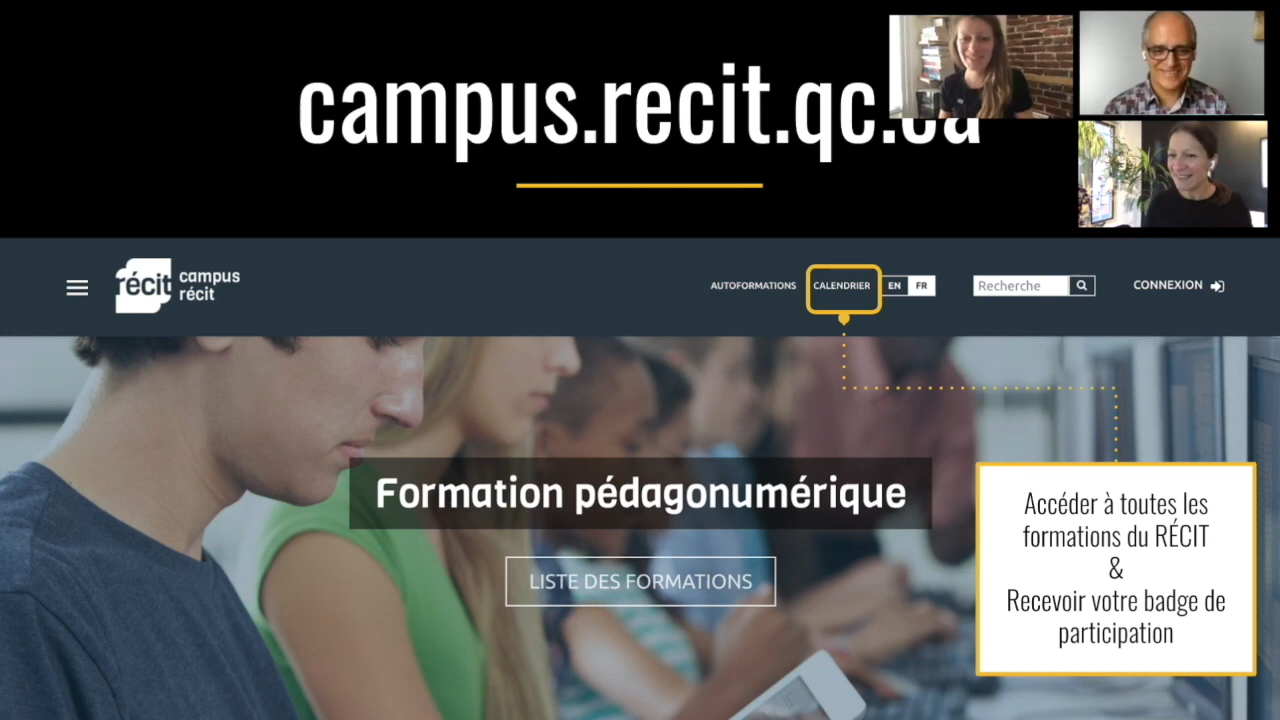 campus.recit.qc.ca
récit campus
récit
AUTOFORMATIONS
CALENDRIER
EN
FR
Recherche
CONNEXION
Formation pédagonumérique
LISTE DES FORMATIONS
Accéder à toutes les
formations du RÉCIT
&
Recevoir votre badge de
participation